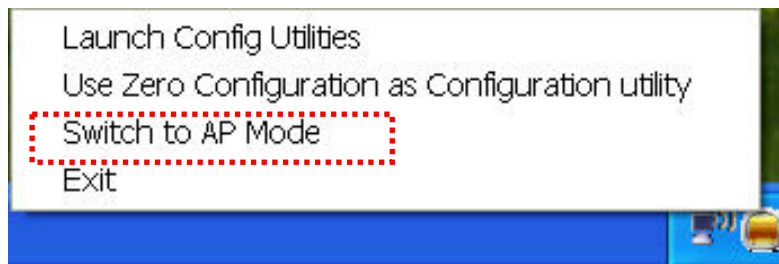 Launch Config Utilities
Use Zero Configuration as Configuration utility
Switch to AP Mode
Exit